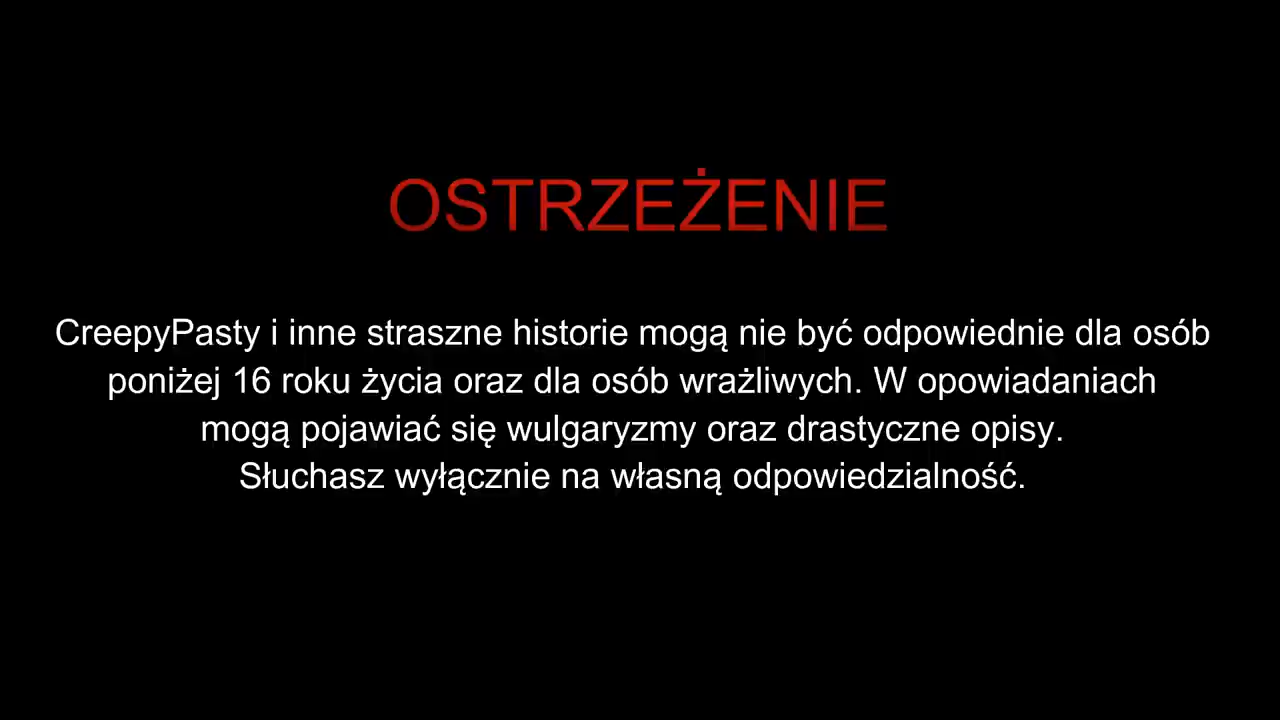 OSTRZEŻENIE
CreepyPasty i inne straszne historie mogą nie być odpowiednie dla osób
poniżej 16 roku życia oraz dla osób wrażliwych. W opowiadaniach
mogą pojawiać się wulgaryzmy oraz drastyczne opisy.
Słuchasz wyłącznie na własną odpowiedzialność.